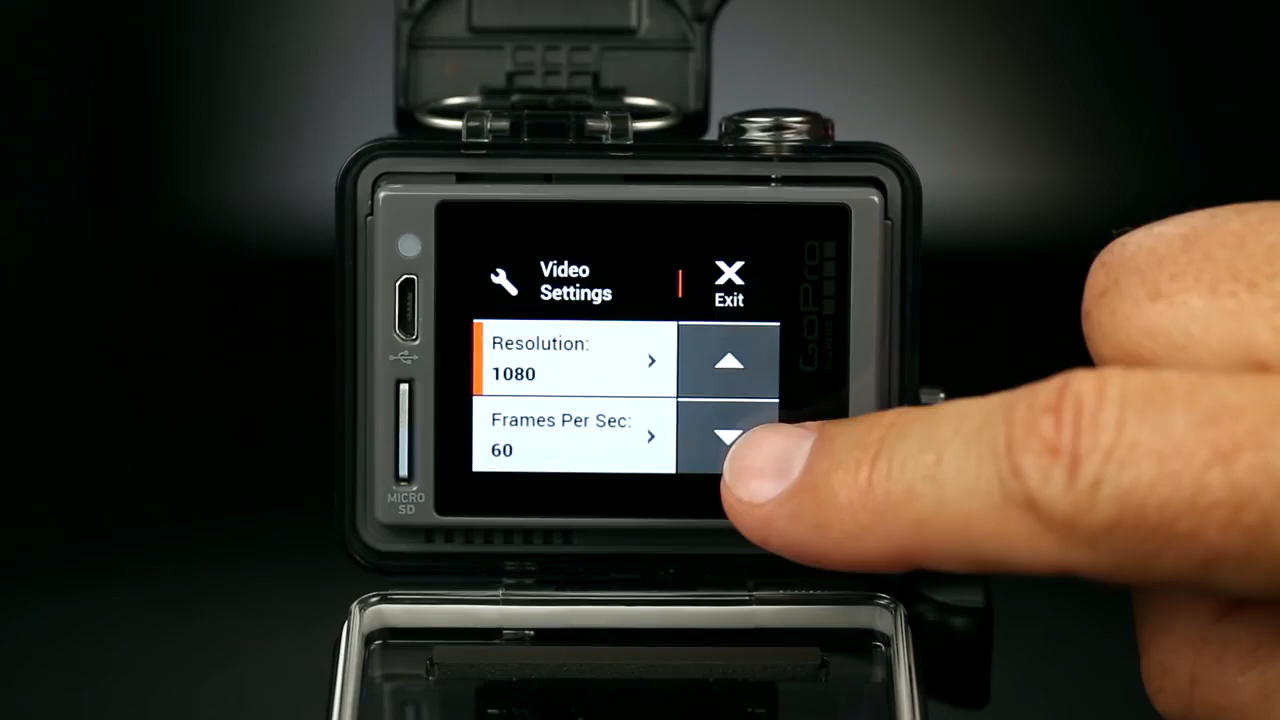 Video
Settings
Exit
Resolution:
1080
Frames Per Sec:
60
GoPro
MICRO
SD